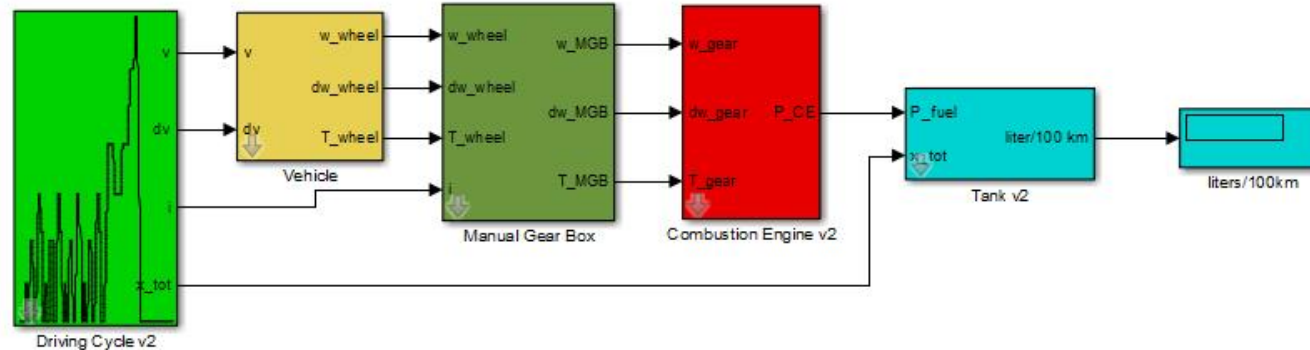 v
dv
i
x_tot
Driving Cycle v2
v
dv
w_wheel
dw_wheel
T_wheel
Vehicle
w_wheel
dw_wheel
T_wheel
i
w_MGB
dw_MGB
T_MGB
Manual Gear Box
w_gear
dw_gear
T_gear
P_CE
Combustion Engine v2
P_fuel
x_tot
liter/100 km
Tank v2
liters/100km